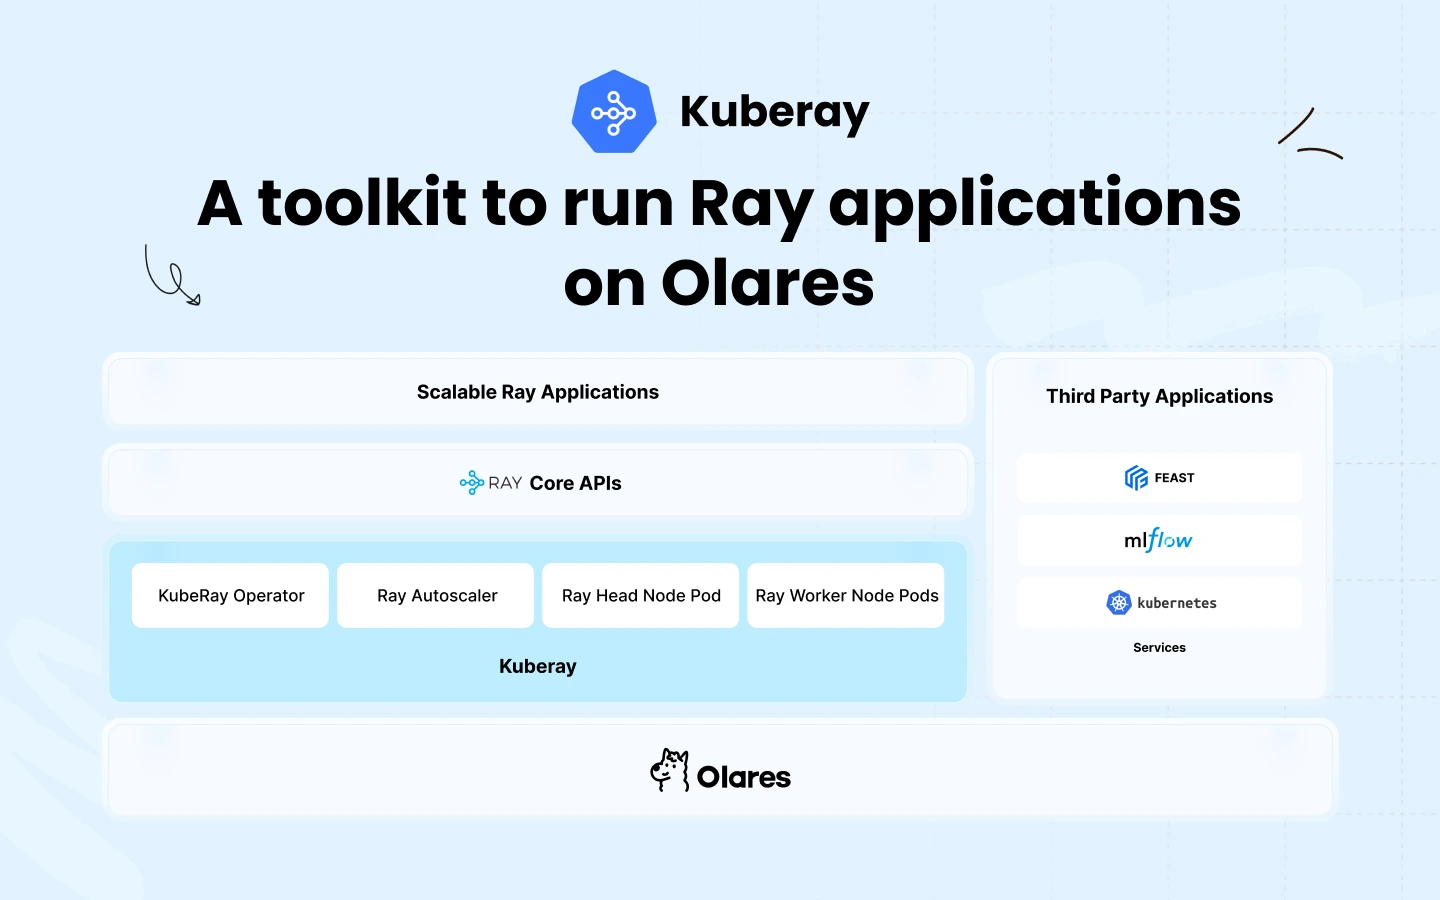 Kuberay
A toolkit to run Ray applications
on Olares
Scalable Ray Applications
RAY Core APIs
KubeRay Operator
Ray Autoscaler
Ray Head Node Pod
Ray Worker Node Pods
Kuberay
Third Party Applications
FEAST
mlflow
kubernetes
Services
Olares